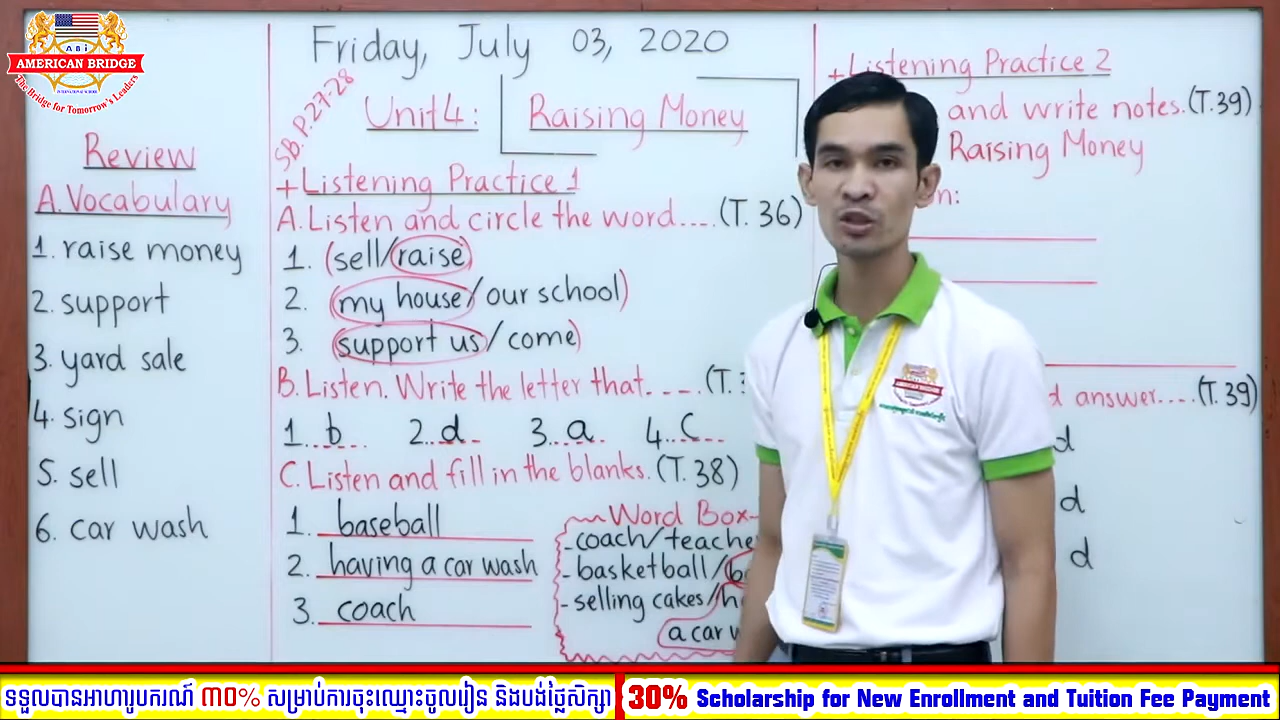 AMERICAN BRIDGE
The Bridge for Tomorrow's Leaders
Friday, July 03, 2020
SB.P.27-28
Unit 4: Raising Money
Review
A. Vocabulary
1. raise money
2. support
3. yard sale
4. sign
5. sell
6. car wash
+ Listening Practice 1
A. Listen and circle the word.... (T. 36)
1. (sell/raise)
2. (my house/our school)
3. (support us/come)
B. Listen. Write the letter that.... (T.
1. b 2. d 3. a 4. c
C. Listen and fill in the blanks. (T. 38)
1. baseball
2. having a car wash
3. coach
Word Box
- coach/teache
- basketball/
- selling cakes/
a car
+ Listening Practice 2
and write notes. (T. 39)
Raising Money
answer.... (T. 39)
d
d
d
AMERICAN BRIDGE
ទទួលបានអាហារូបករណ៍ ៣០% សម្រាប់ការចុះឈ្មោះចូលរៀន និងបង់ថ្លៃសិក្សា
30% Scholarship for New Enrollment and Tuition Fee Payment